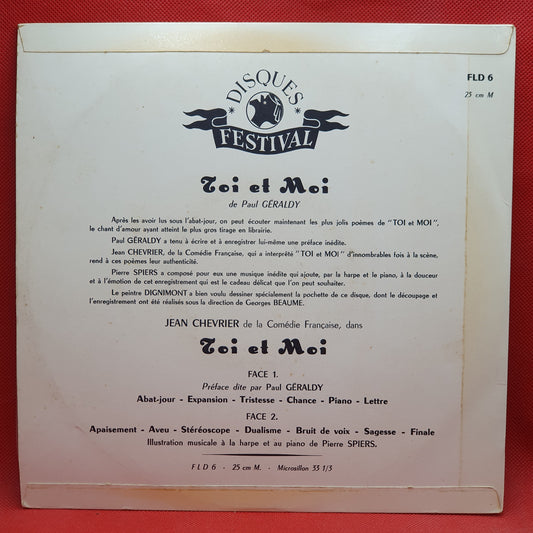 DISQUES
FESTIVAL
FLD 6
25 cm M
Toi et Moi
de Paul GÉRALDY
Après les avoir lus sous l'abat-jour, on peut écouter maintenant les plus jolis poèmes de "TOI et MOI",
le chant d'amour ayant atteint le plus gros tirage en librairie.
Paul GÉRALDY a tenu à écrire et à enregistrer lui-même une préface inédite.
Jean CHEVRIER, de la Comédie Française, qui a interprêté "TOI et MOI" d'innombrables fois à la scène,
rend à ces poèmes leur authenticité.
Pierre SPIERS a composé pour eux une musique inédite qui ajoute, par la harpe et le piano, à la douceur
et à l'émotion de cet enregistrement qui est le cadeau délicat que l'on peut souhaiter.
Le peintre DIGNIMONT a bien voulu dessiner spécialement la pochette de ce disque, dont le découpage et
l'enregistrement ont été réalisés sous la direction de Georges BEAUME.
JEAN CHEVRIER de la Comédie Française, dans
Toi et Moi
FACE 1.
Préface dite par Paul GÉRALDY
Abat-jour - Expansion - Tristesse - Chance - Piano - Lettre
FACE 2.
Apaisement - Aveu - Stéréoscope - Dualisme - Bruit de voix - Sagesse - Finale
Illustration musicale à la harpe et au piano de Pierre SPIERS.
FLD 6 - 25 cm M. - Microsillon 33 1/3